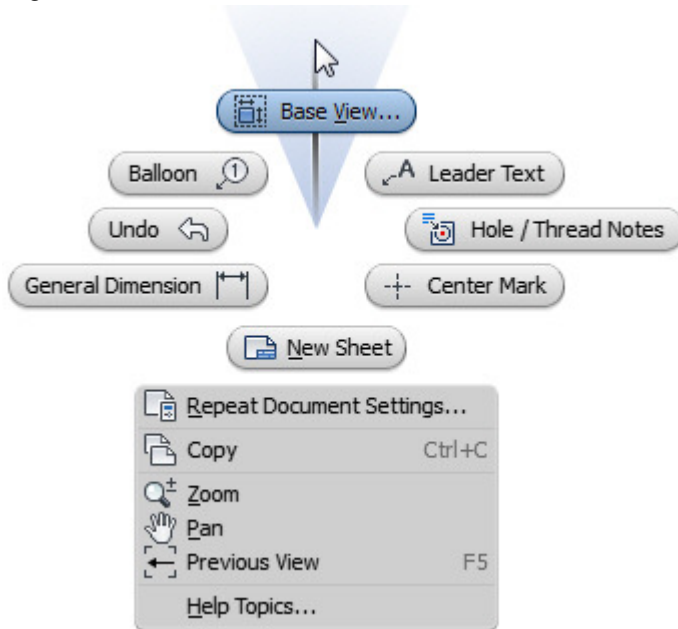 Base View...
Balloon 1
A Leader Text
Undo
Hole / Thread Notes
General Dimension
Center Mark
New Sheet
Repeat Document Settings...
Copy Ctrl+C
Zoom
Pan
Previous View F5
Help Topics...